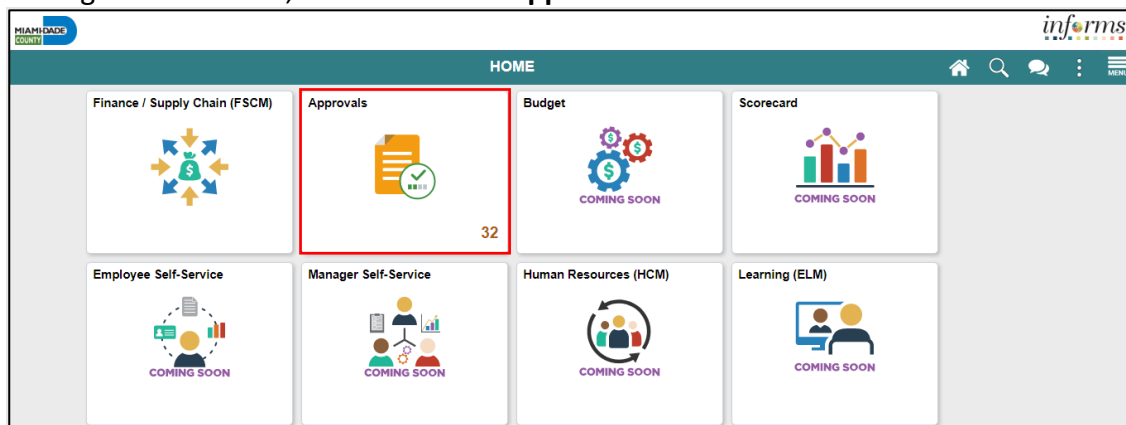 MIAMI-DADE
COUNTY
informs
HOME
MENU
Finance / Supply Chain (FSCM)
Approvals
32
Budget
COMING SOON
Scorecard
COMING SOON
Employee Self-Service
COMING SOON
Manager Self-Service
COMING SOON
Human Resources (HCM)
COMING SOON
Learning (ELM)
COMING SOON